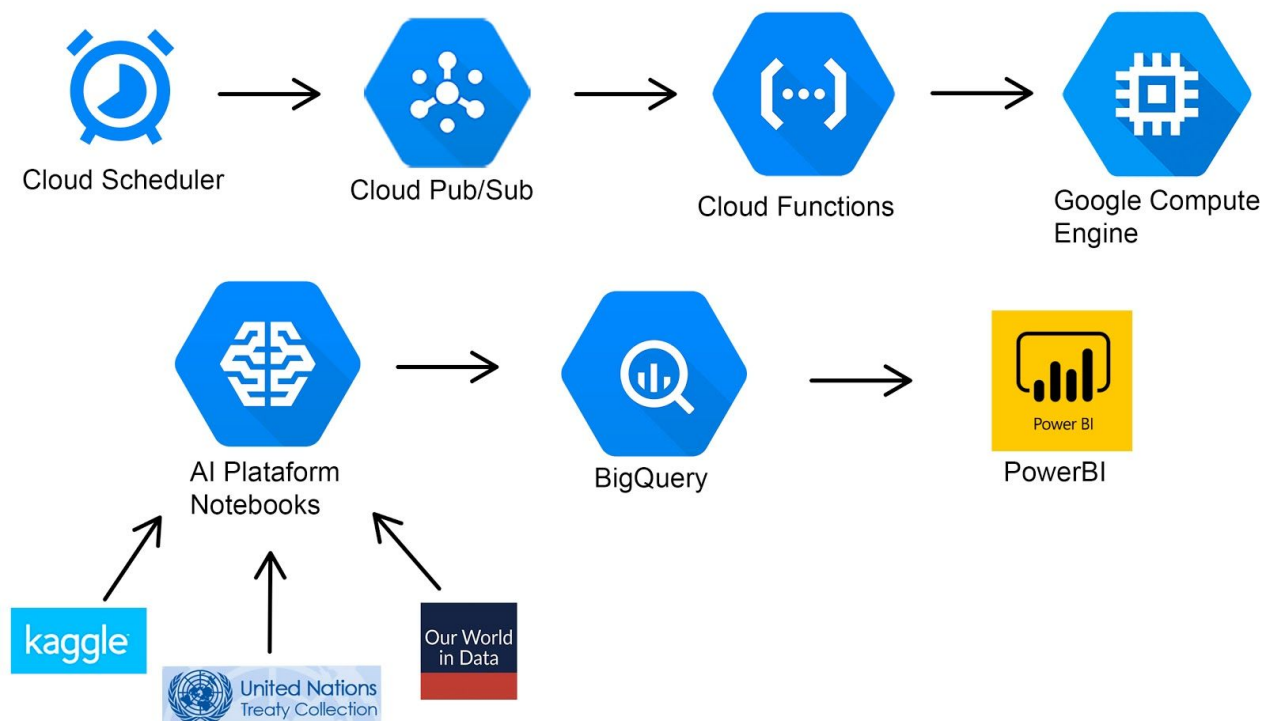 Cloud Scheduler
Cloud Pub/Sub
Cloud Functions
Google Compute
Engine
AI Plataform
Notebooks
BigQuery
Power BI
PowerBI
kaggle
United Nations
Treaty Collection
Our World
in Data